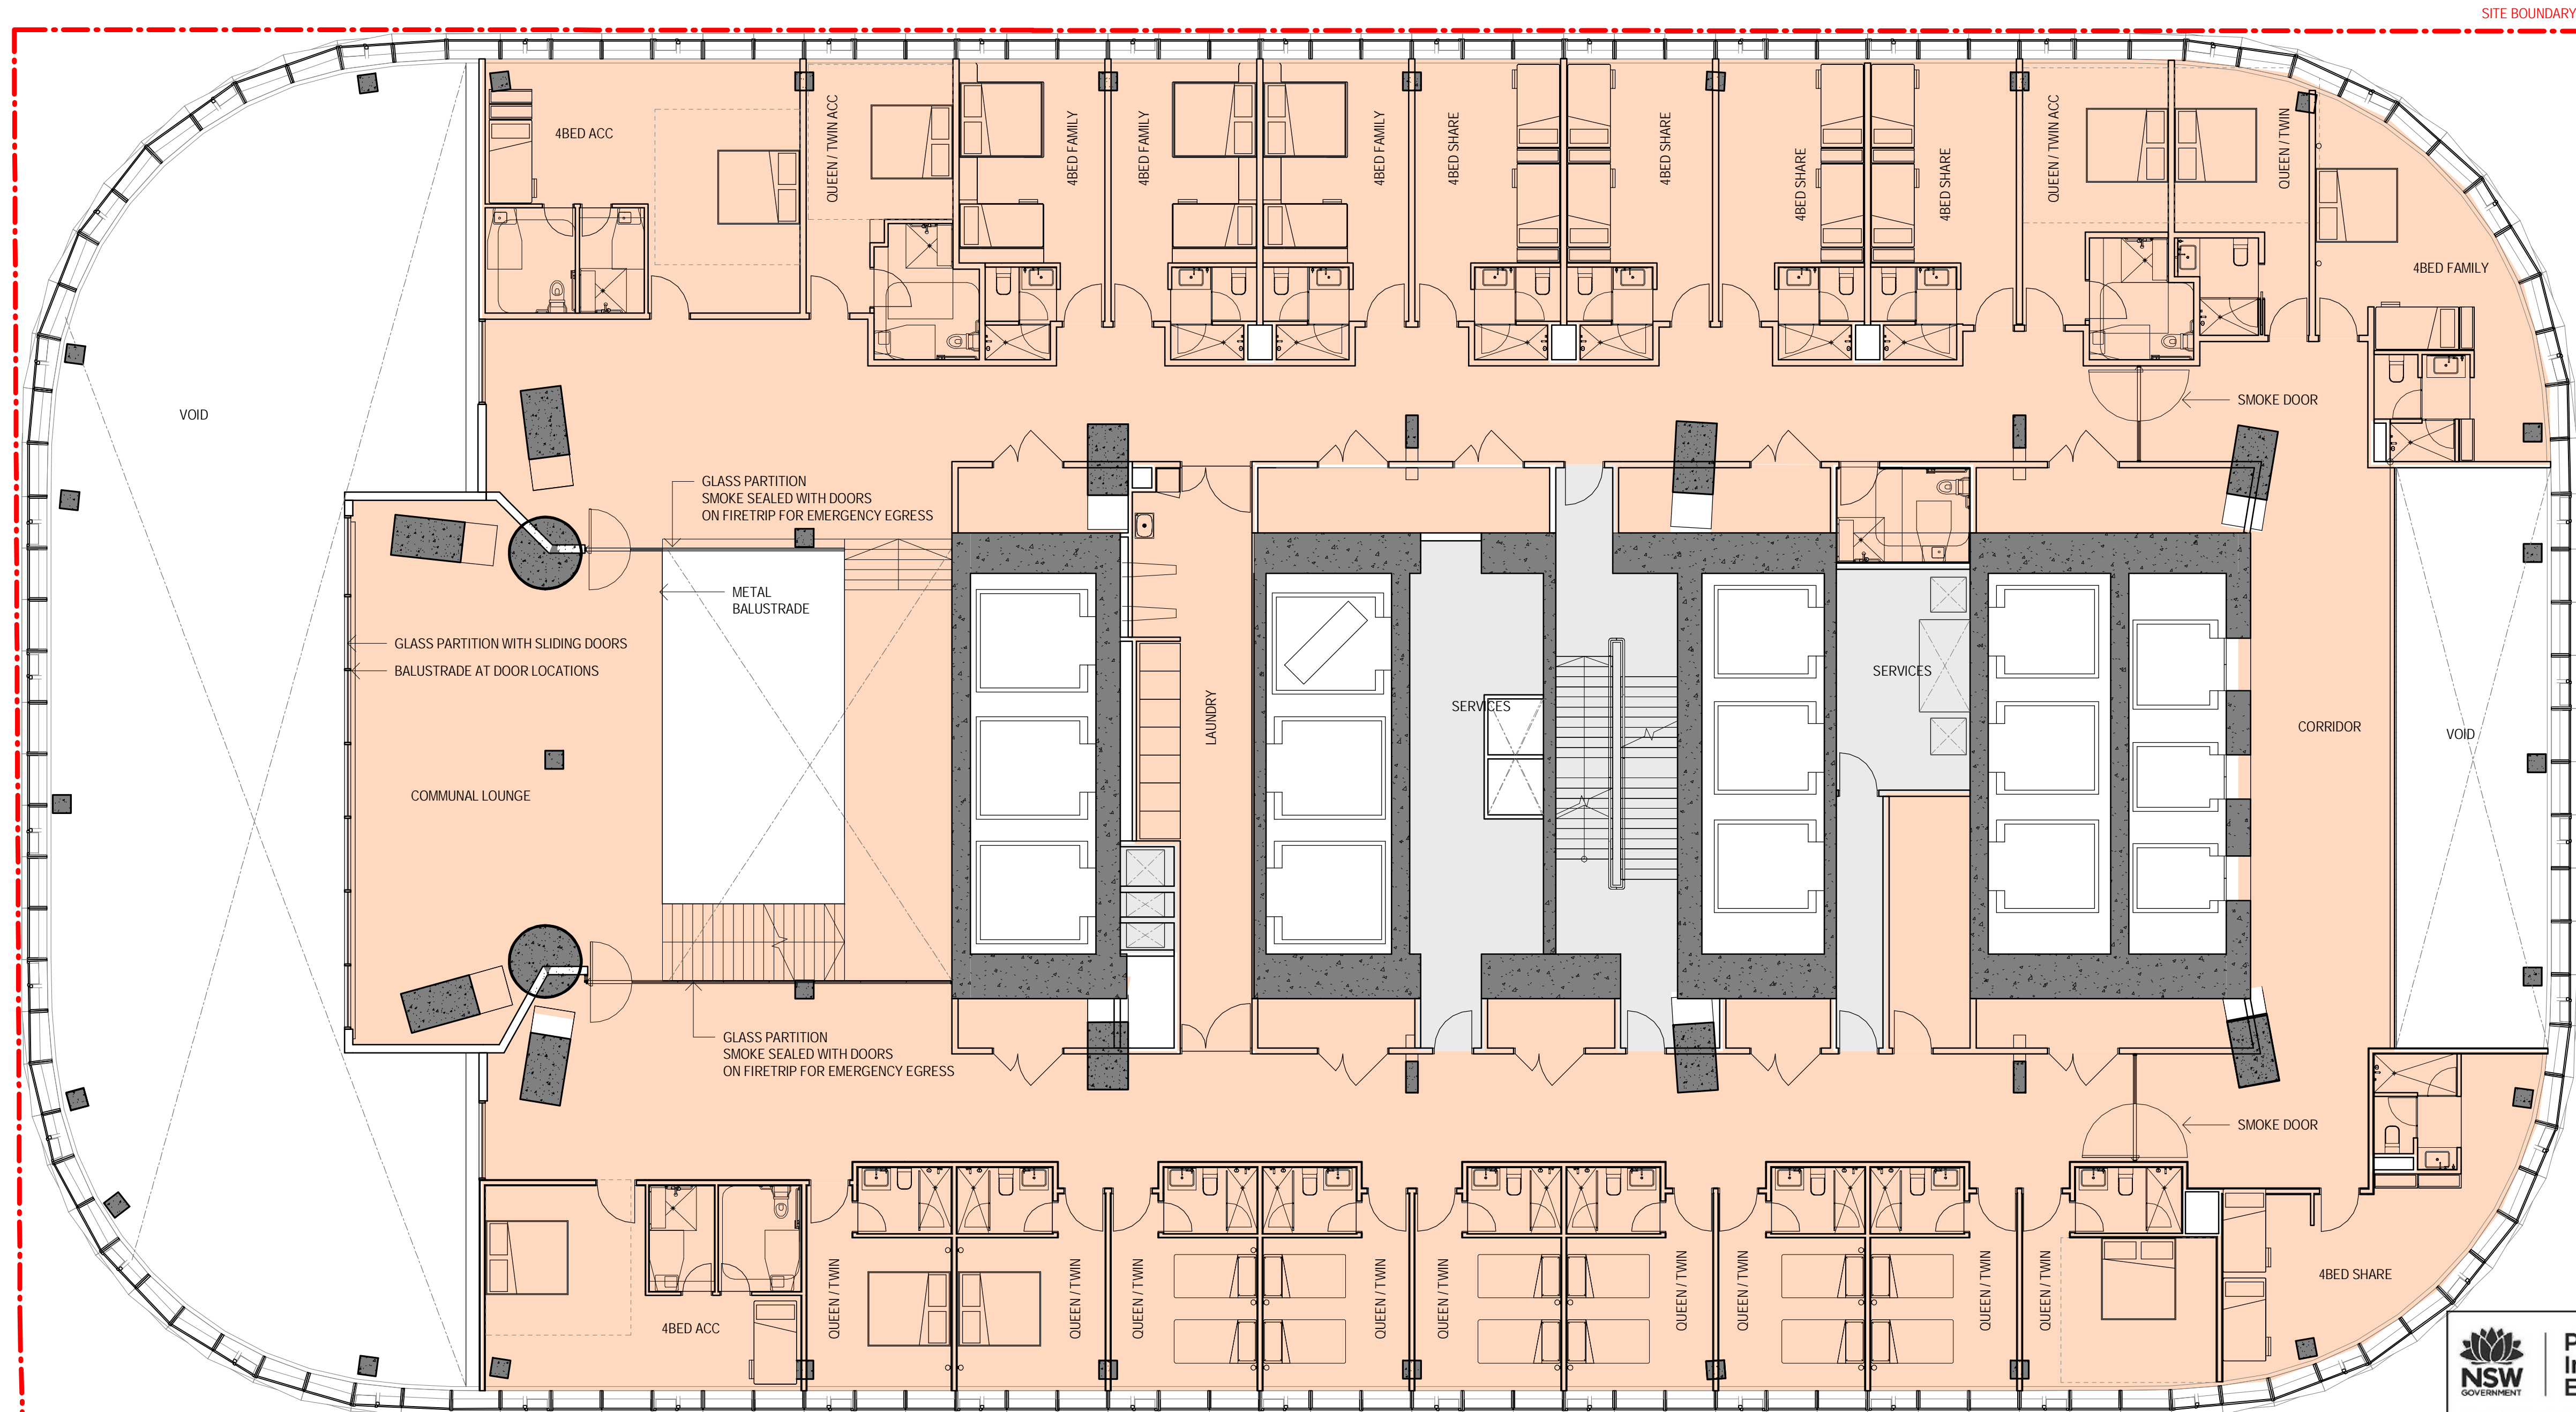 SITE BOUNDARY
4BED ACC
QUEEN / TWIN ACC
4BED FAMILY
4BED FAMILY
4BED FAMILY
4BED SHARE
4BED SHARE
4BED SHARE
4BED SHARE
QUEEN / TWIN ACC
QUEEN / TWIN
4BED FAMILY
VOID
SMOKE DOOR
GLASS PARTITION
SMOKE SEALED WITH DOORS
ON FIRETRIP FOR EMERGENCY EGRESS
METAL
BALUSTRADE
GLASS PARTITION WITH SLIDING DOORS
BALUSTRADE AT DOOR LOCATIONS
LAUNDRY
SERVICES
SERVICES
CORRIDOR
VOID
COMMUNAL LOUNGE
GLASS PARTITION
SMOKE SEALED WITH DOORS
ON FIRETRIP FOR EMERGENCY EGRESS
SMOKE DOOR
4BED ACC
QUEEN / TWIN
QUEEN / TWIN
QUEEN / TWIN
QUEEN / TWIN
QUEEN / TWIN
QUEEN / TWIN
QUEEN / TWIN
QUEEN / TWIN
QUEEN / TWIN
4BED SHARE
NSW
GOVERNMENT